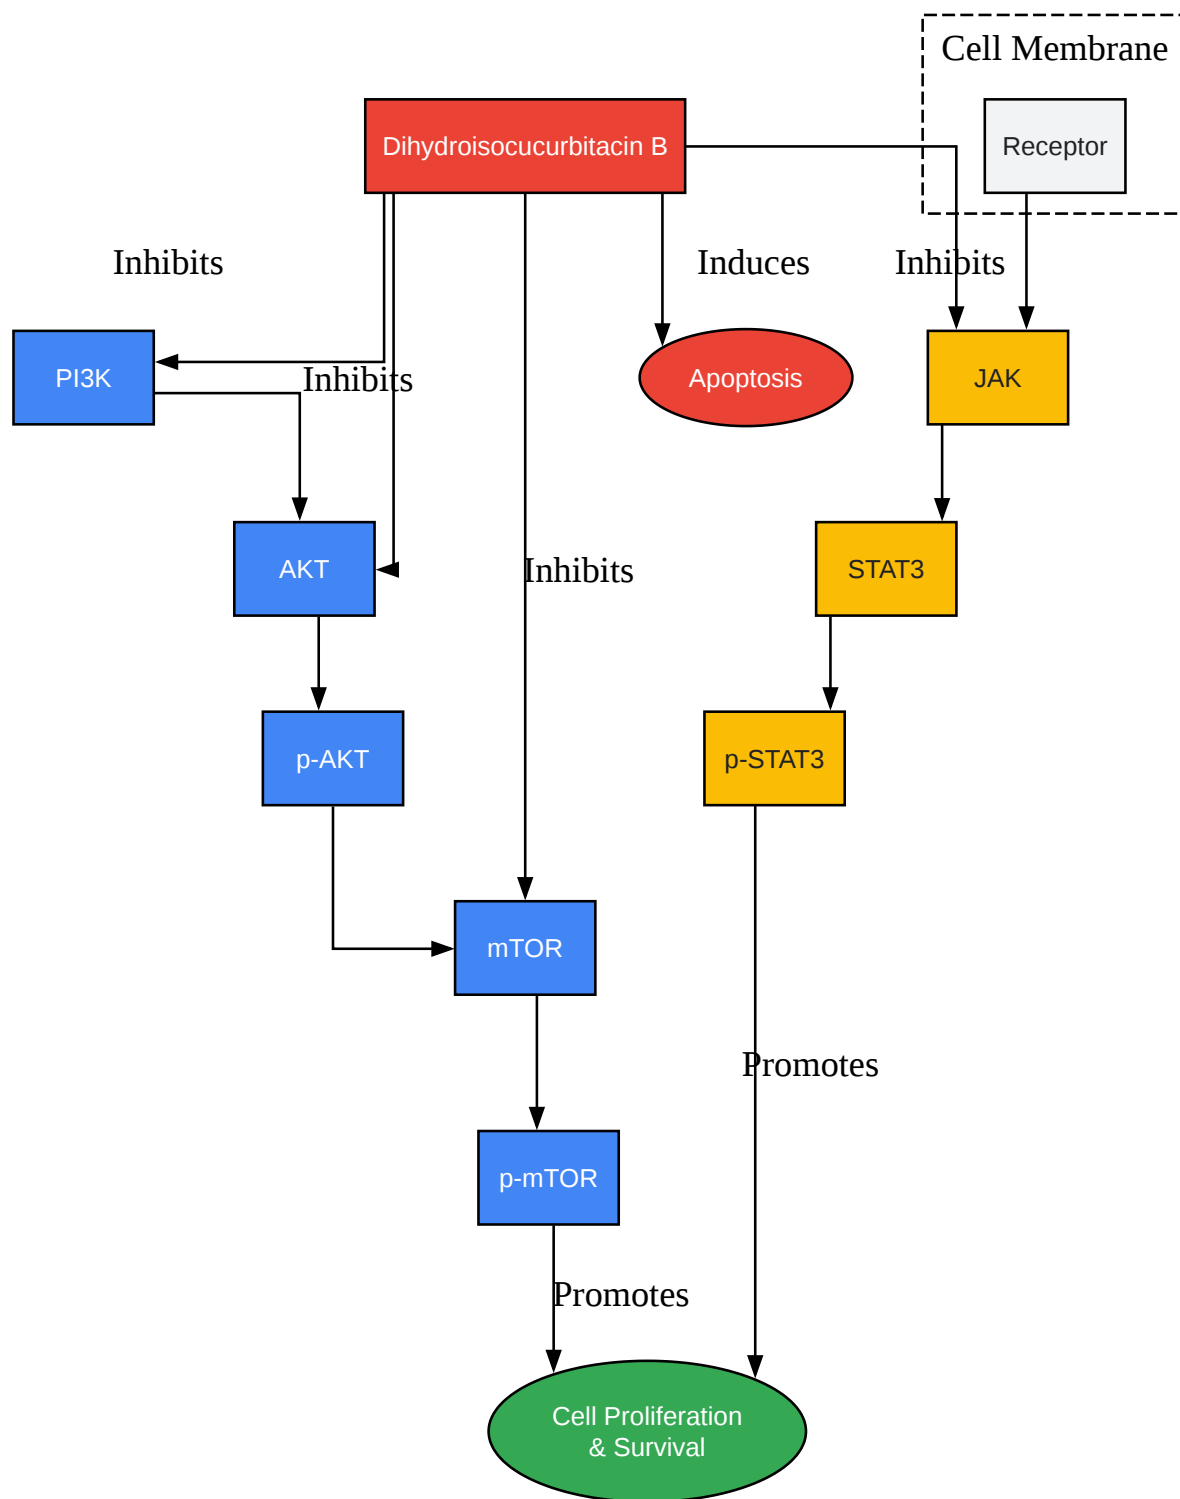 Cell Membrane
Dihydroisocucurbitacin B
Receptor
Inhibits
Induces
Inhibits
PI3K
Inhibits
Apoptosis
JAK
AKT
Inhibits
STAT3
p-AKT
p-STAT3
mTOR
Promotes
p-mTOR
Promotes
Cell Proliferation
& Survival